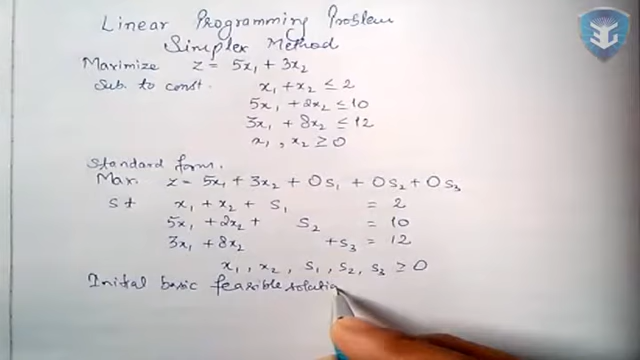 Linear Programming Problem
Simplex Method
Maximize z = 5x₁ + 3x₂
Sub. to const. x₁ + x₂ ≤ 2
5x₁ + 2x₂ ≤ 10
3x₁ + 8x₂ ≤ 12
x₁, x₂ ≥ 0
Standard form.
Max. z = 5x₁ + 3x₂ + 0s₁ + 0s₂ + 0s₃
st x₁ + x₂ + s₁ = 2
5x₁ + 2x₂ + s₂ = 10
3x₁ + 8x₂ + s₃ = 12
x₁, x₂, s₁, s₂, s₃ ≥ 0
Initial basic feasible solutio